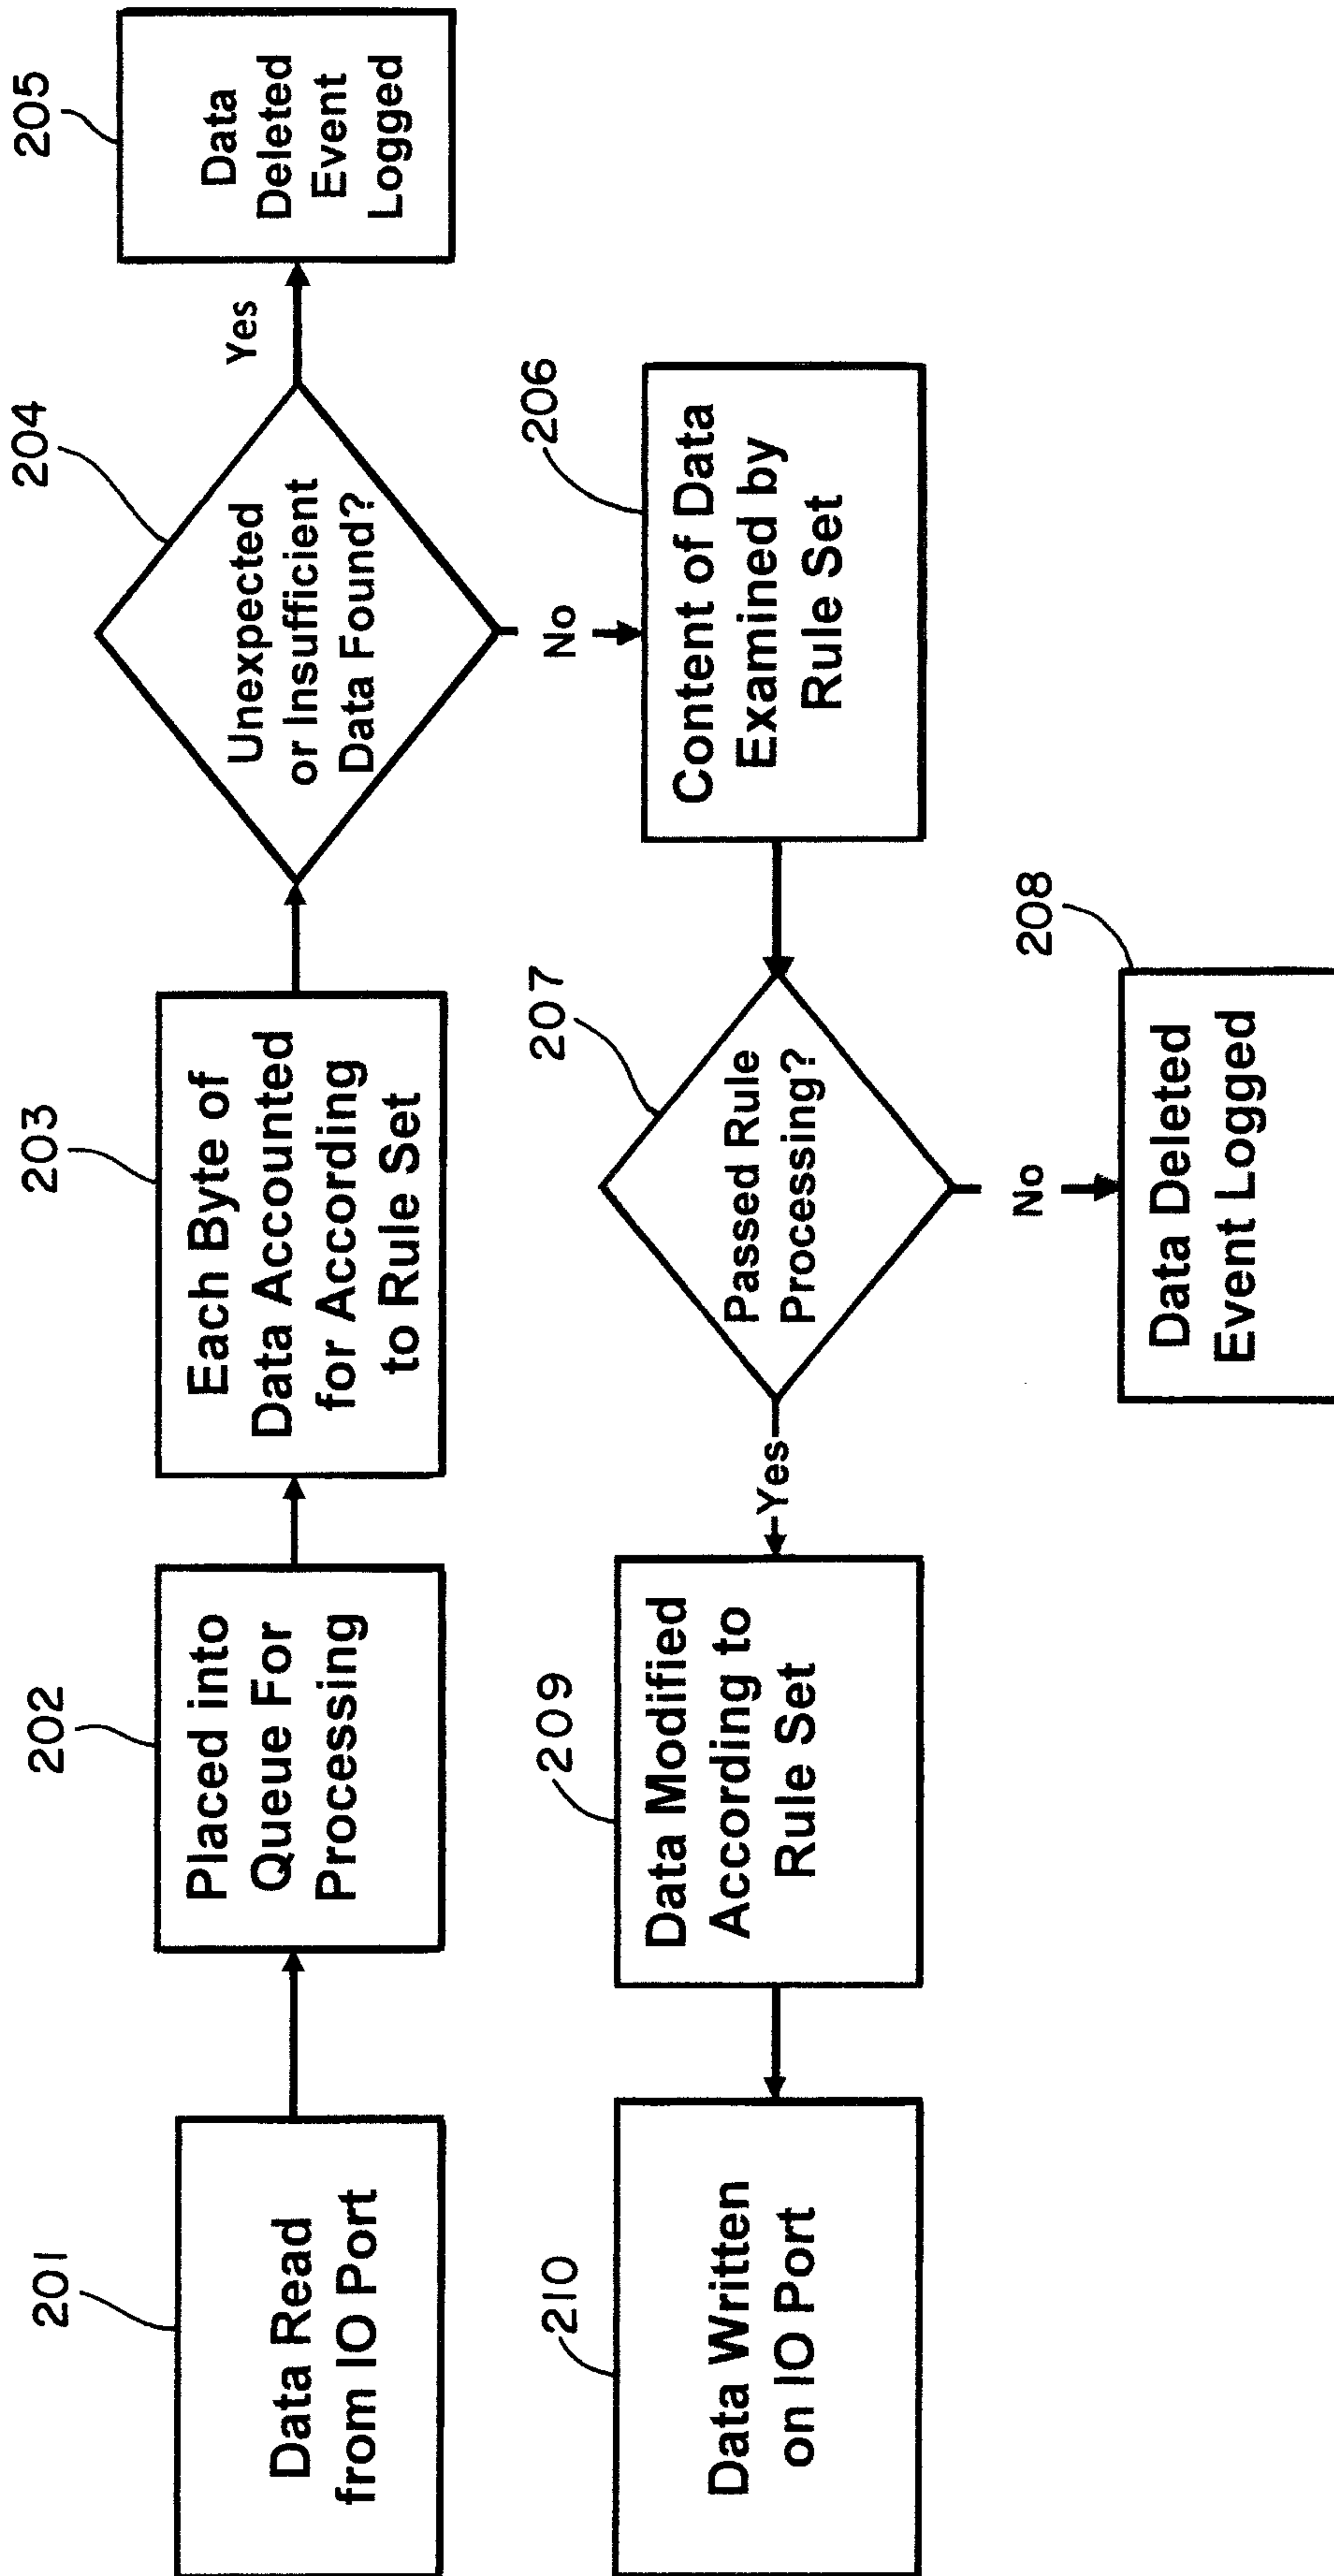 201
Data Read
from IO Port
202
Placed into
Queue For
Processing
203
Each Byte of
Data Accounted
for According
to Rule Set
204
Unexpected
or Insufficient
Data Found?
Yes
205
Data
Deleted
Event
Logged
No
206
Content of Data
Examined by
Rule Set
207
Passed Rule
Processing?
No
208
Data Deleted
Event Logged
Yes
209
Data Modified
According to
Rule Set
210
Data Written
on IO Port